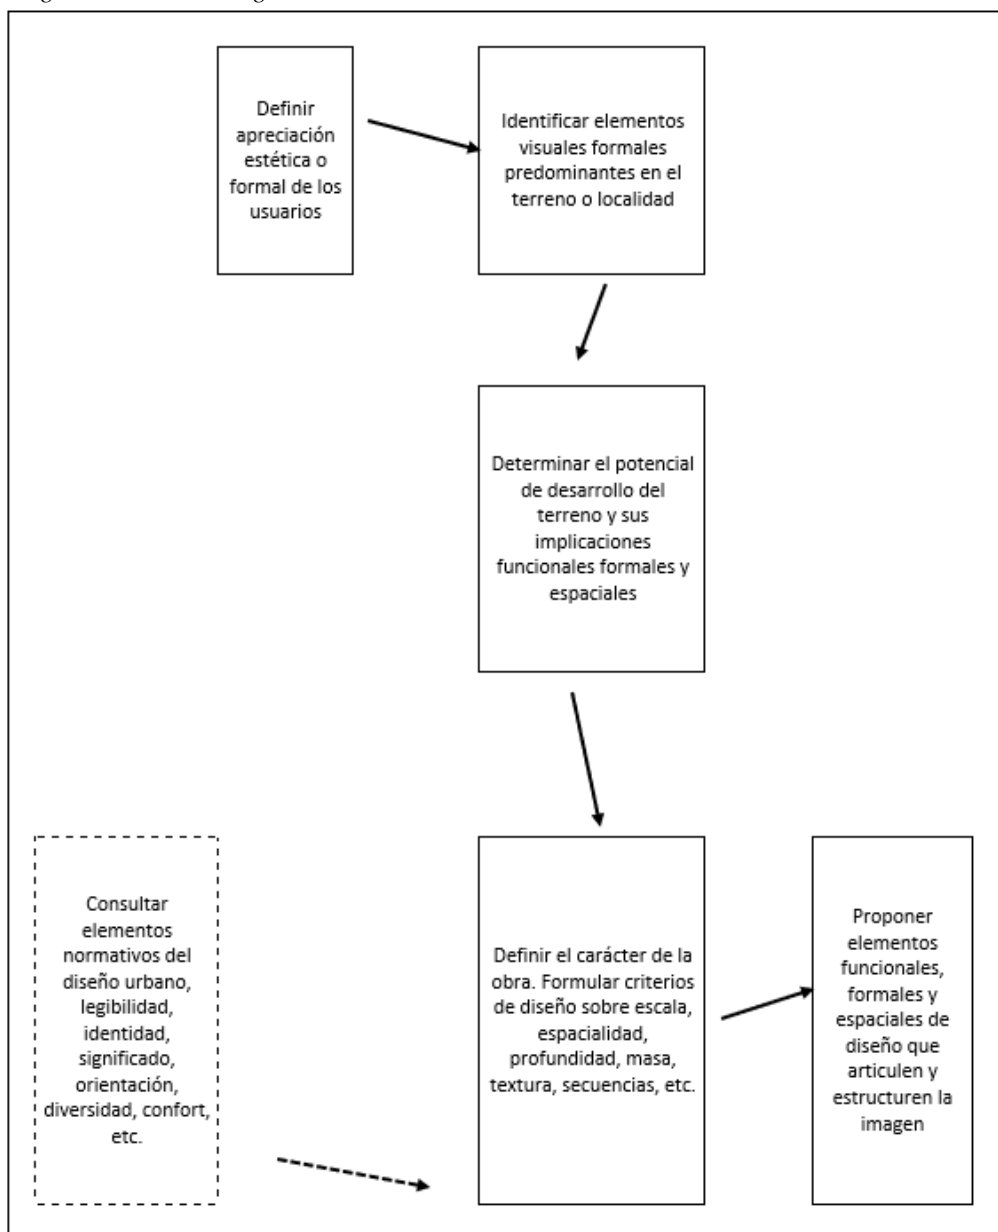 Definir
apreciación
estética o
formal de los
usuarios
Identificar elementos
visuales formales
predominantes en el
terreno o localidad
Determinar el potencial
de desarrollo del
terreno y sus
implicaciones
funcionales formales y
espaciales
Consultar
elementos
normativos del
diseño urbano,
legibilidad,
identidad,
significado,
orientación,
diversidad, confort,
etc.
Definir el carácter de la
obra. Formular criterios
de diseño sobre escala,
espacialidad,
profundidad, masa,
textura, secuencias, etc.
Proponer
elementos
funcionales,
formales y
espaciales de
diseño que
articulen y
estructuren la
imagen